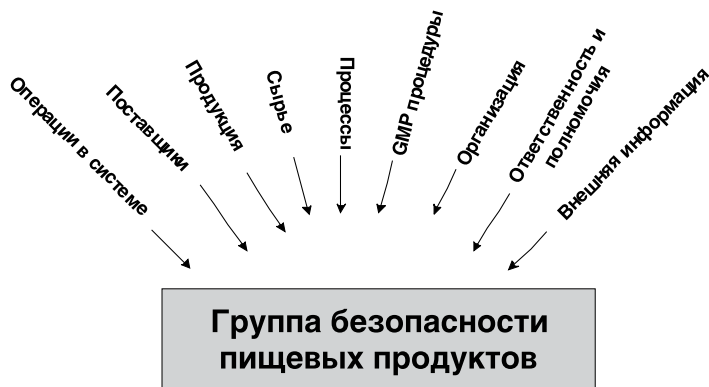 Операции в системе
Поставщики
Продукция
Сырье
Процессы
GMP процедуры
Организация
Ответственность и
полномочия
Внешняя информация
Группа безопасности
пищевых продуктов